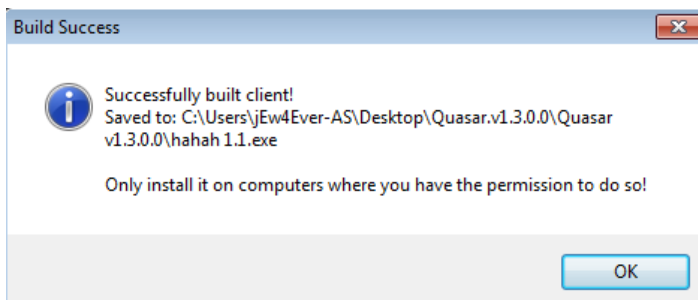 Build Success
Successfully built client!
Saved to: C:\Users\jEw4Ever-AS\Desktop\Quasar.v1.3.0.0\Quasar
v1.3.0.0\hahah 1.1.exe
Only install it on computers where you have the permission to do so!
OK